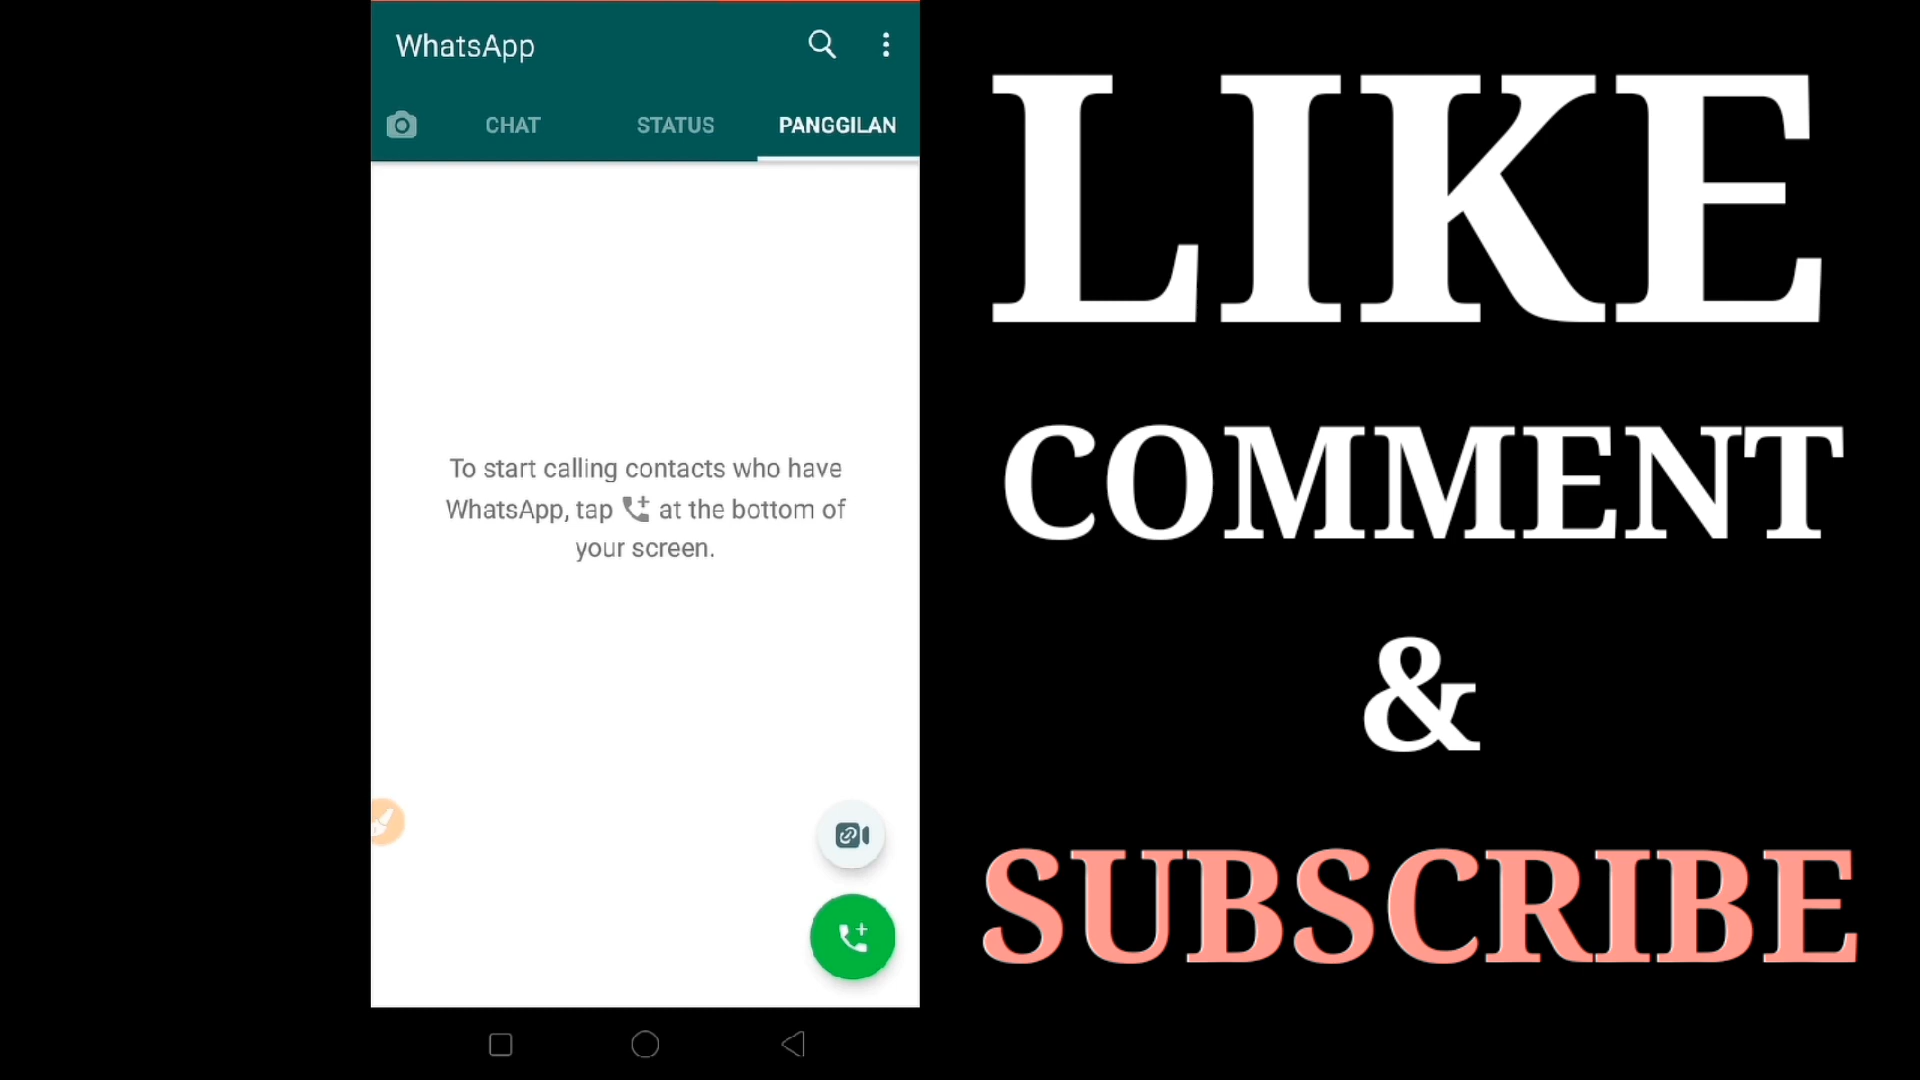 WhatsApp
CHAT STATUS PANGGILAN
To start calling contacts who have
WhatsApp, tap at the bottom of
your screen.
LIKE
COMMENT
&
SUBSCRIBE